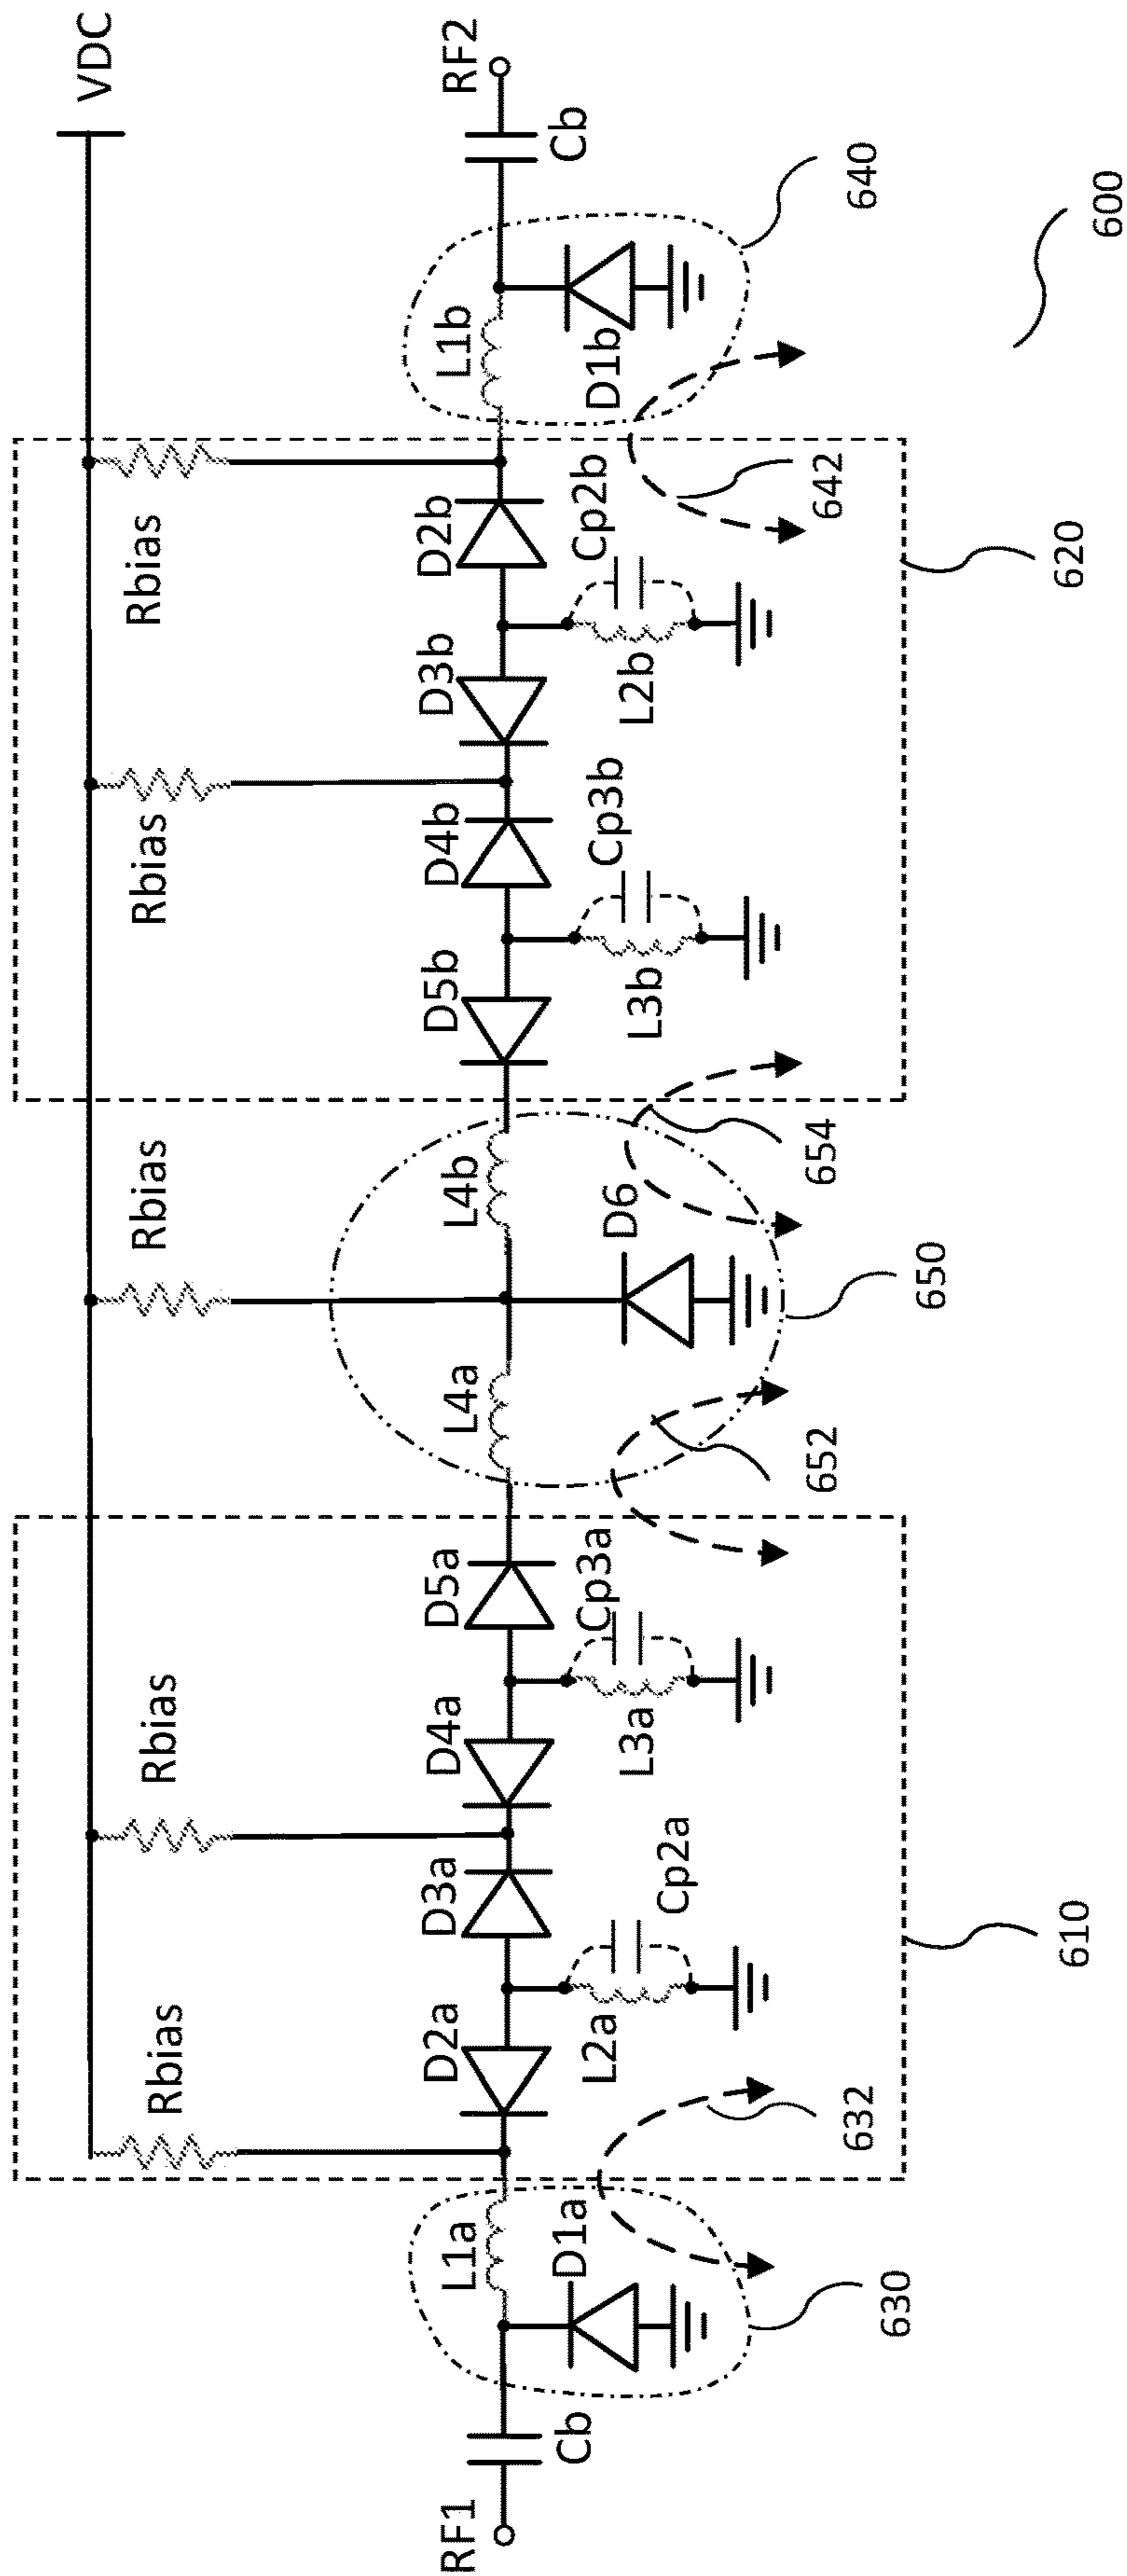 VDC
Rbias
Rbias
Rbias
Rbias
Rbias
RF1
Cb
L1a
D1a
D2a
L2a
Cp2a
D3a
D4a
L3a
Cp3a
D5a
L4a
D6
L4b
D5b
L3b
Cp3b
D4b
D3b
L2b
Cp2b
D2b
L1b
D1b
Cb
RF2
630
632
610
652
650
654
620
642
640
600